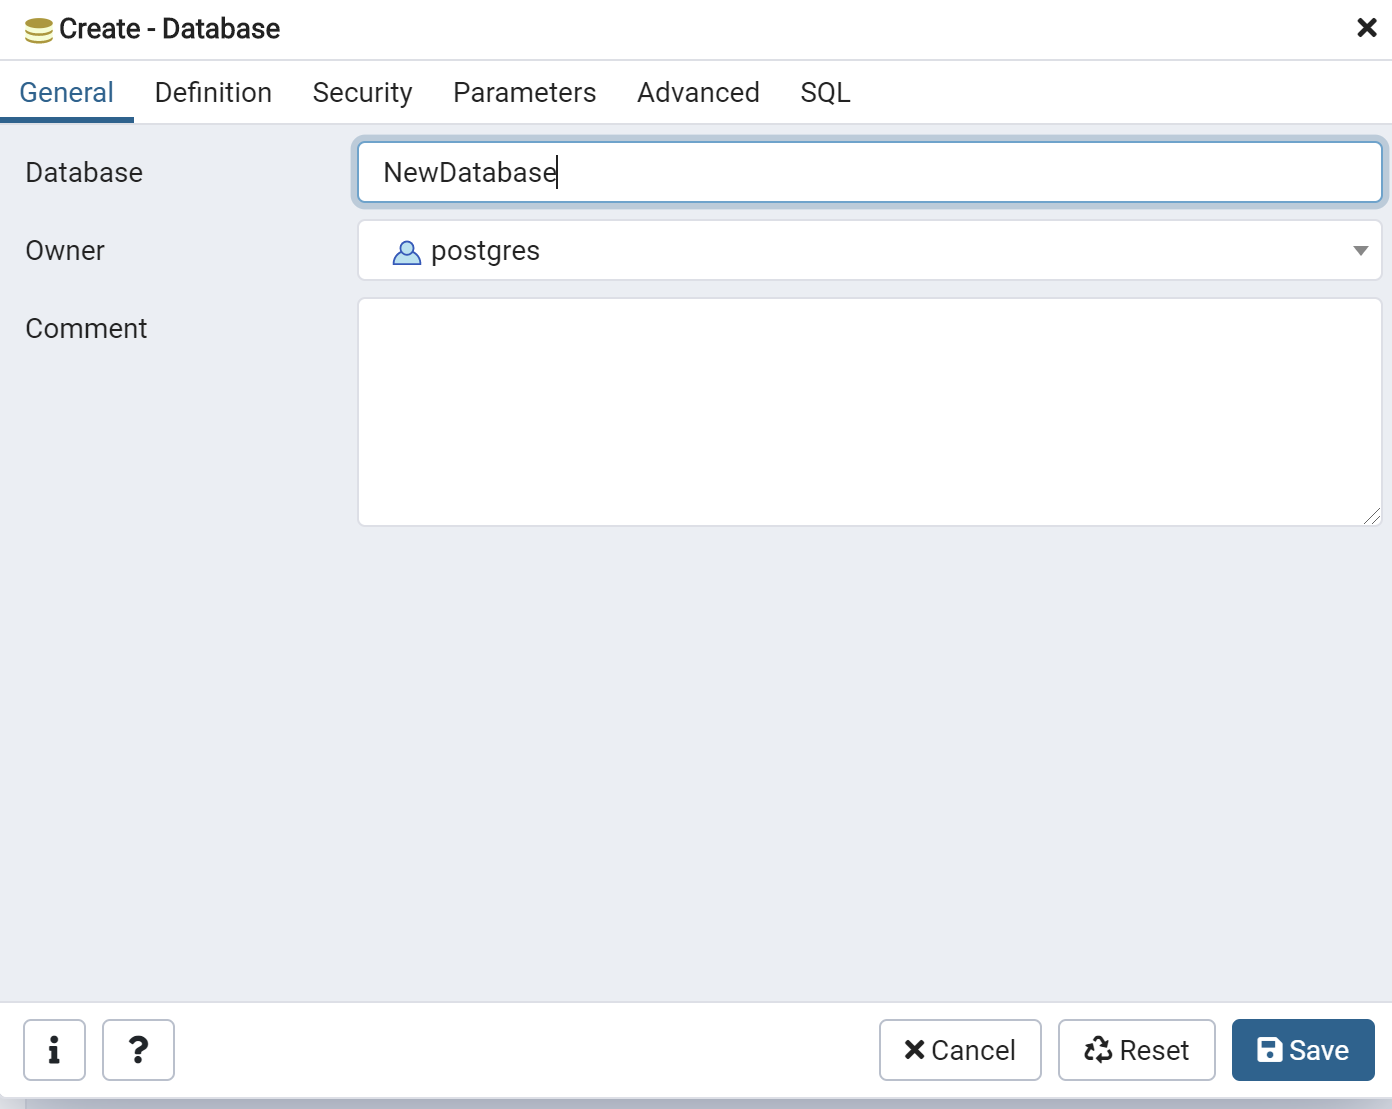 Create - Database
General Definition Security Parameters Advanced SQL
Database NewDatabase
Owner postgres
Comment
i ? Cancel Reset Save